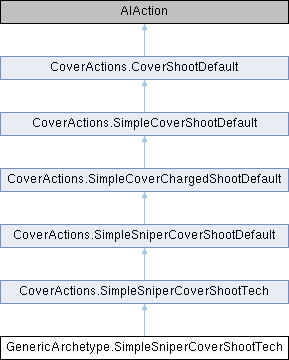 AIAction
CoverActions.CoverShootDefault
CoverActions.SimpleCoverShootDefault
CoverActions.SimpleCoverChargedShootDefault
CoverActions.SimpleSniperCoverShootDefault
CoverActions.SimpleSniperCoverShootTech
GenericArchetype.SimpleSniperCoverShootTech